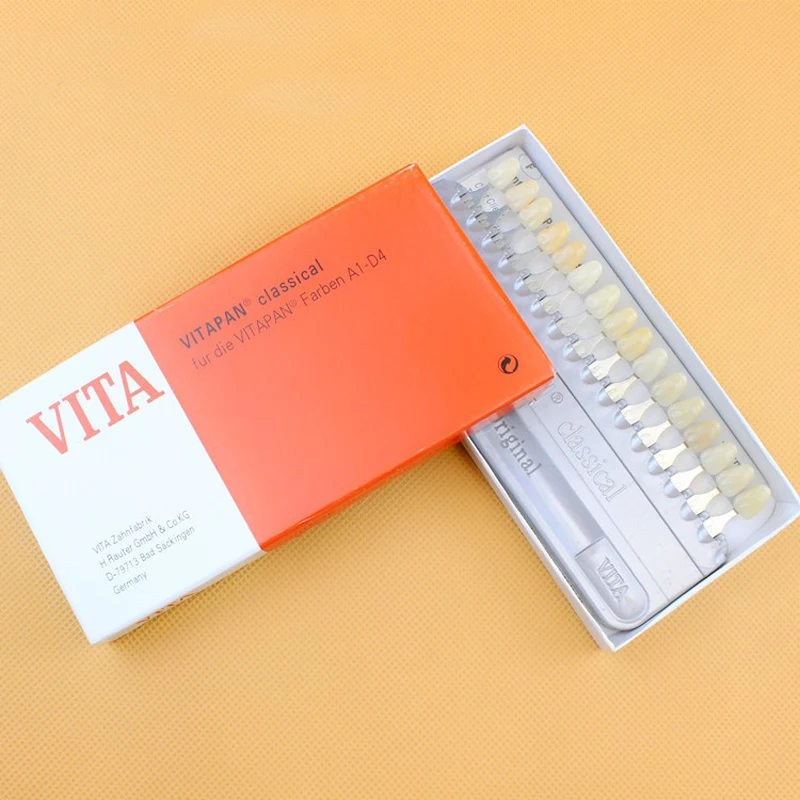 VITAPAN® classical
für die VITAPAN® Farben A1-D4
VITA
VITA Zahnfabrik
H.Rauter GmbH & Co.KG
D-79713 Bad Säckingen
Germany
® classical
original
VITA